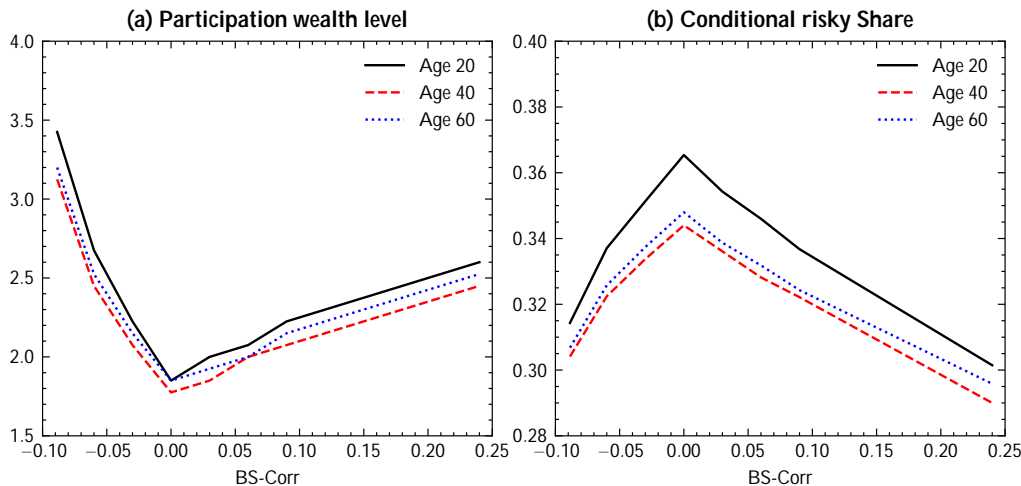 (a) Participation wealth level
4.0
3.5
3.0
2.5
2.0
1.5
Age 20
Age 40
Age 60
−0.10 −0.05 0.00 0.05 0.10 0.15 0.20 0.25
BS-Corr
(b) Conditional risky Share
0.40
0.38
0.36
0.34
0.32
0.30
0.28
Age 20
Age 40
Age 60
−0.10 −0.05 0.00 0.05 0.10 0.15 0.20 0.25
BS-Corr